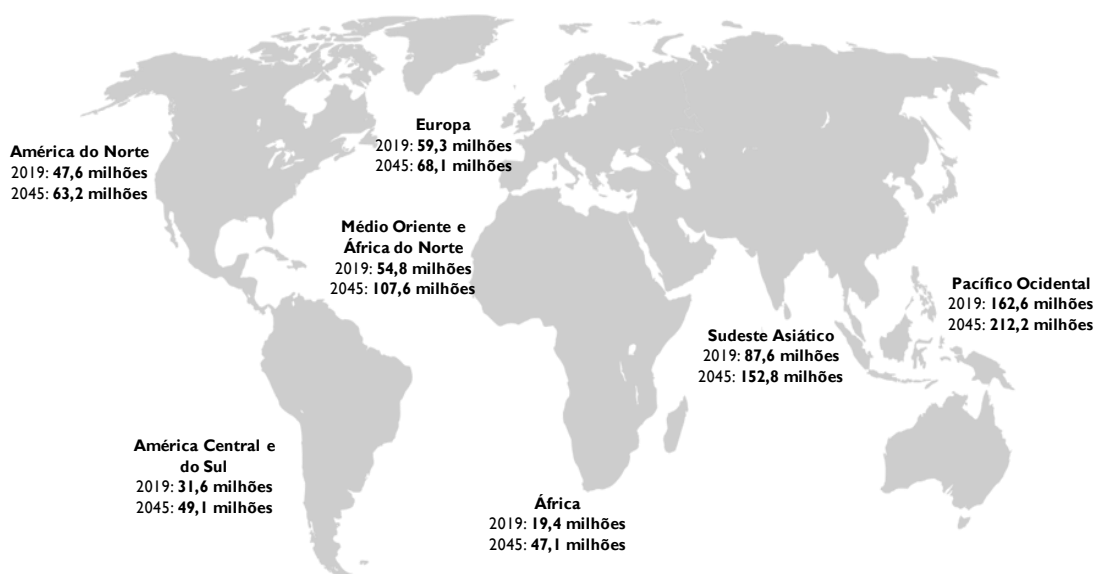 Europa
2019: 59,3 milhões
2045: 68,1 milhões
América do Norte
2019: 47,6 milhões
2045: 63,2 milhões
Médio Oriente e
África do Norte
2019: 54,8 milhões
2045: 107,6 milhões
Pacífico Ocidental
2019: 162,6 milhões
2045: 212,2 milhões
Sudeste Asiático
2019: 87,6 milhões
2045: 152,8 milhões
América Central e
do Sul
2019: 31,6 milhões
2045: 49,1 milhões
África
2019: 19,4 milhões
2045: 47,1 milhões